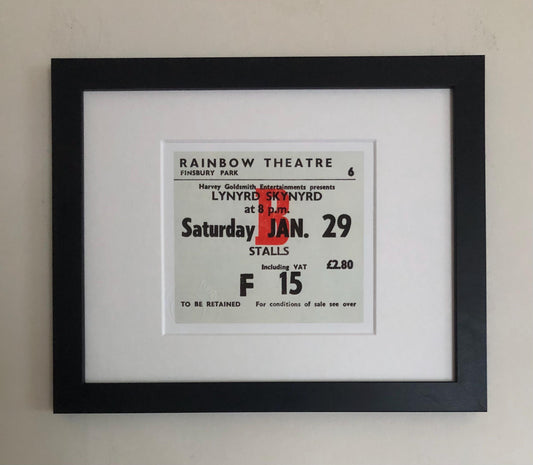 RAINBOW THEATRE
FINSBURY PARK 6
Harvey Goldsmith Entertainments presents
LYNYRD SKYNYRD
at 8 p.m.
B
Saturday JAN. 29
STALLS
Including VAT £2.80
F 15
TO BE RETAINED For conditions of sale see over